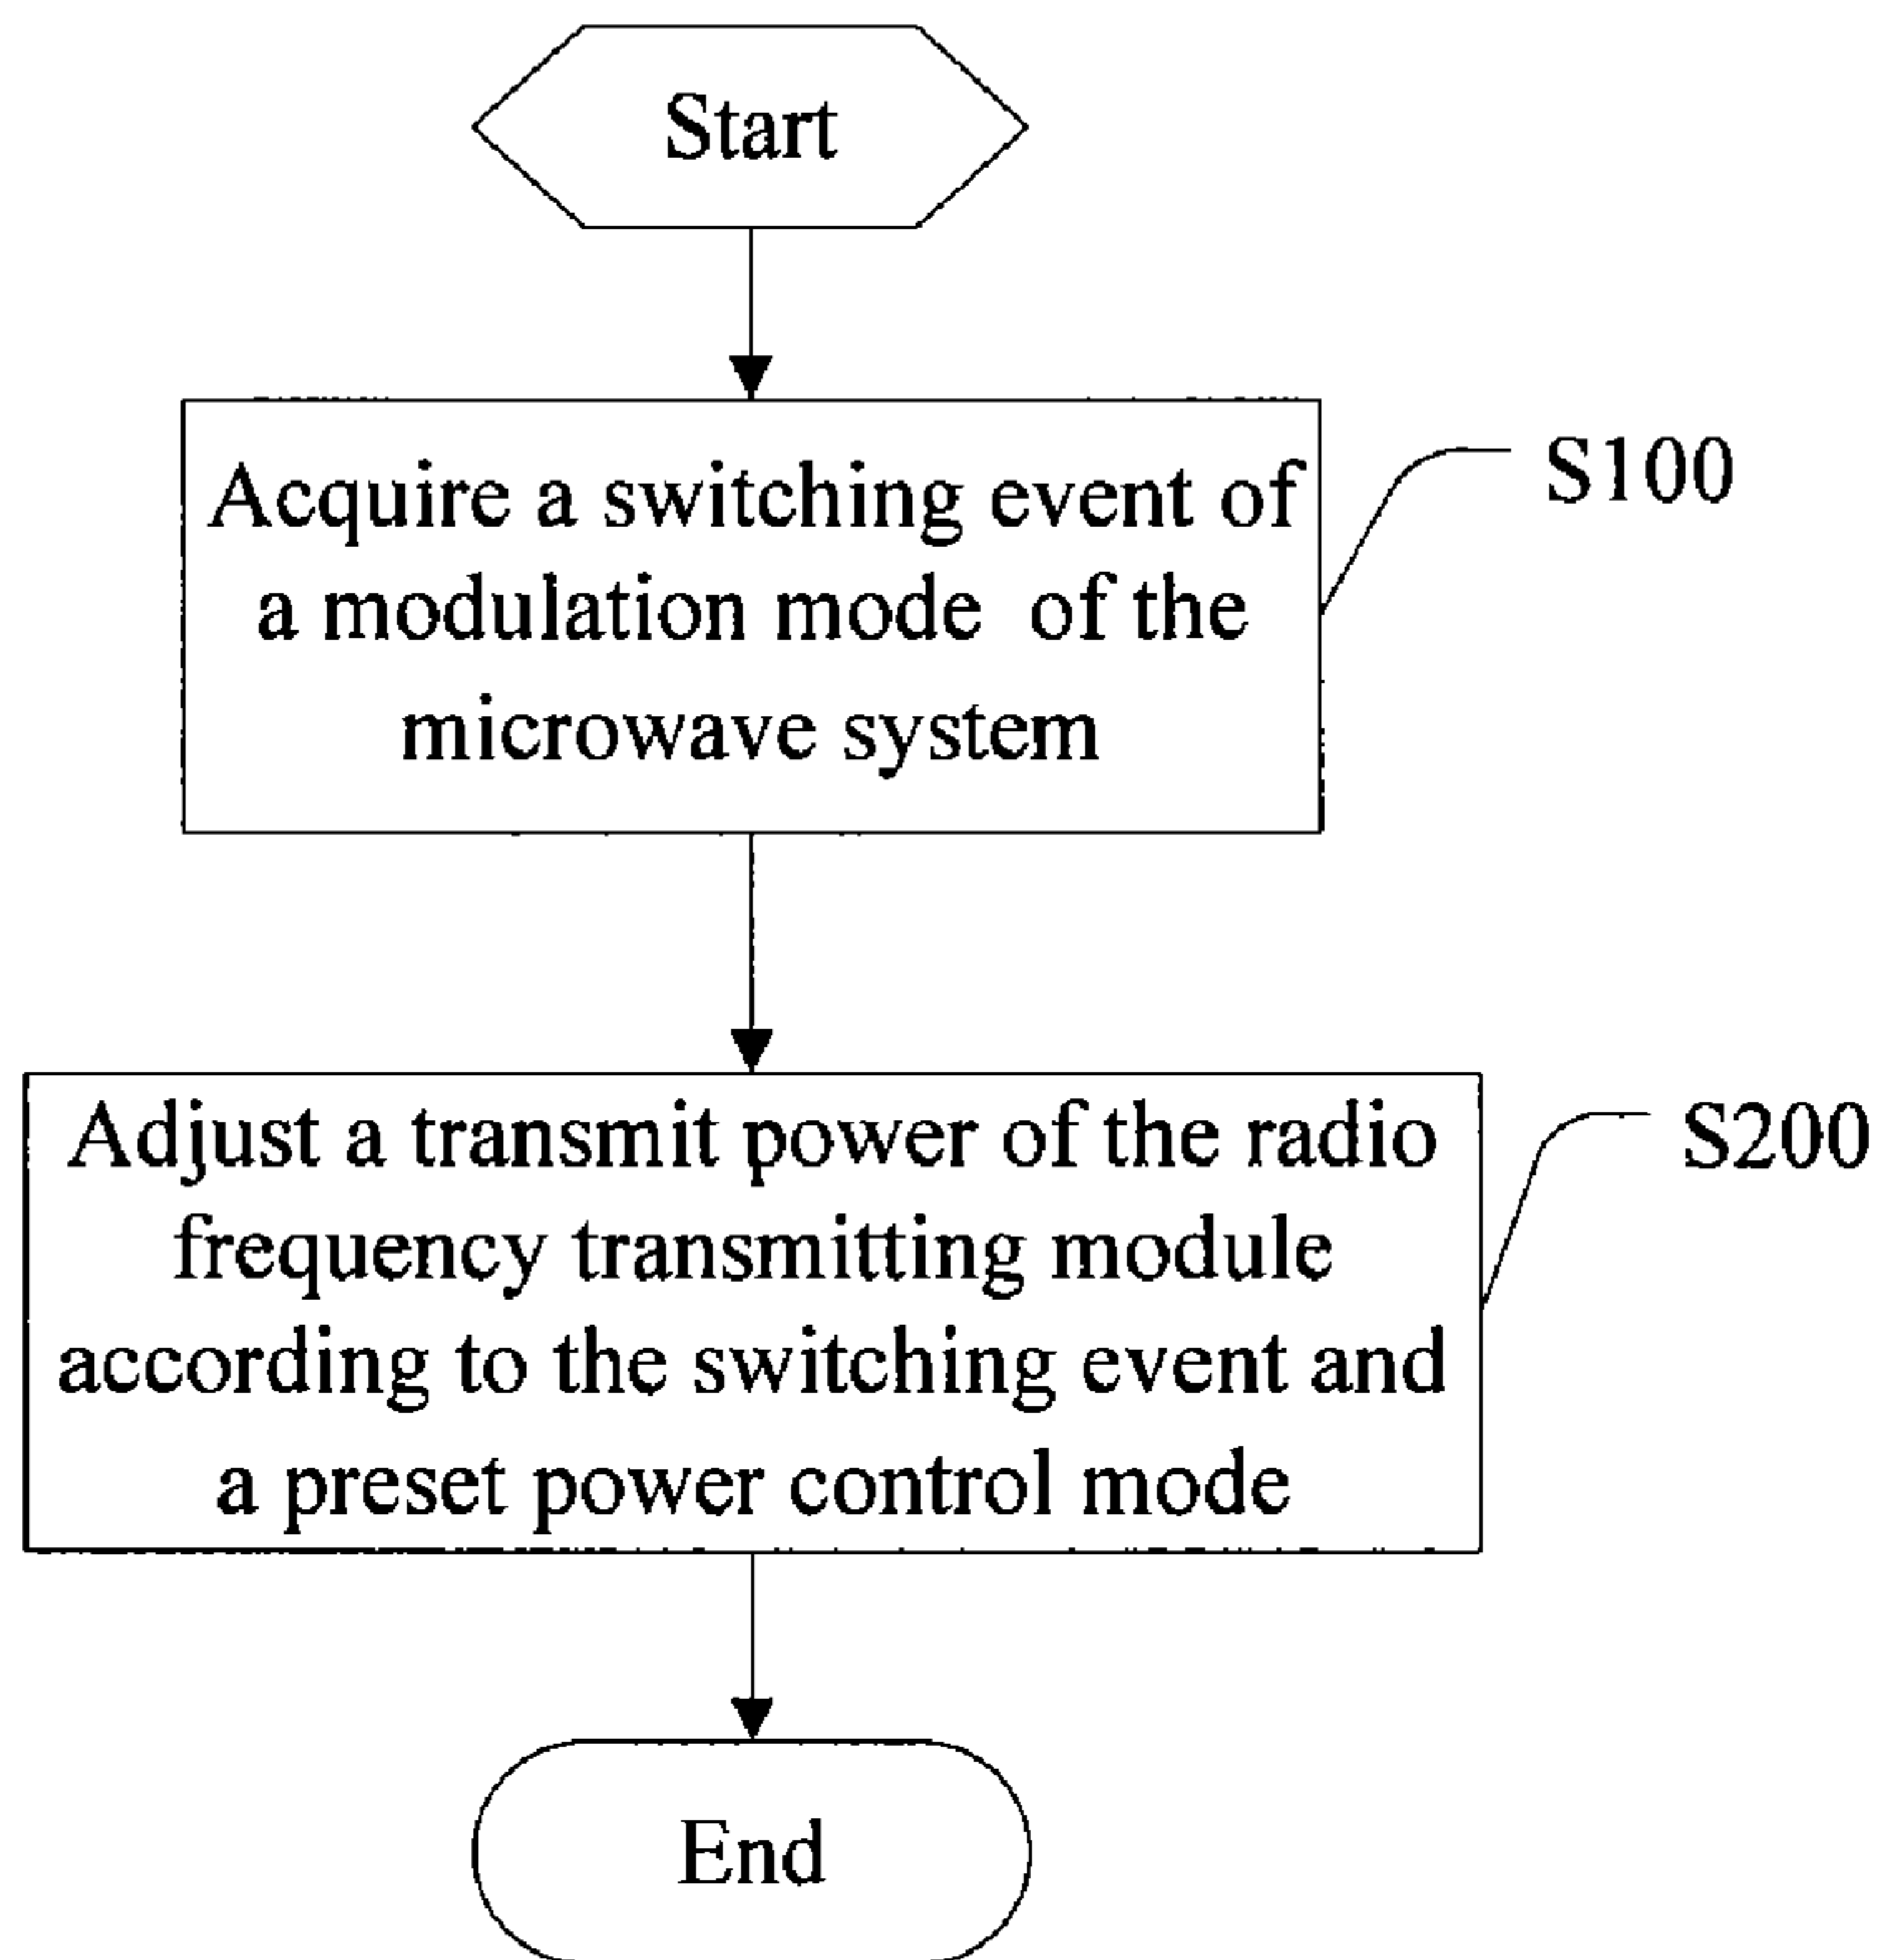 Start
Acquire a switching event of
a modulation mode of the
microwave system
S100
Adjust a transmit power of the radio
frequency transmitting module
according to the switching event and
a preset power control mode
S200
End